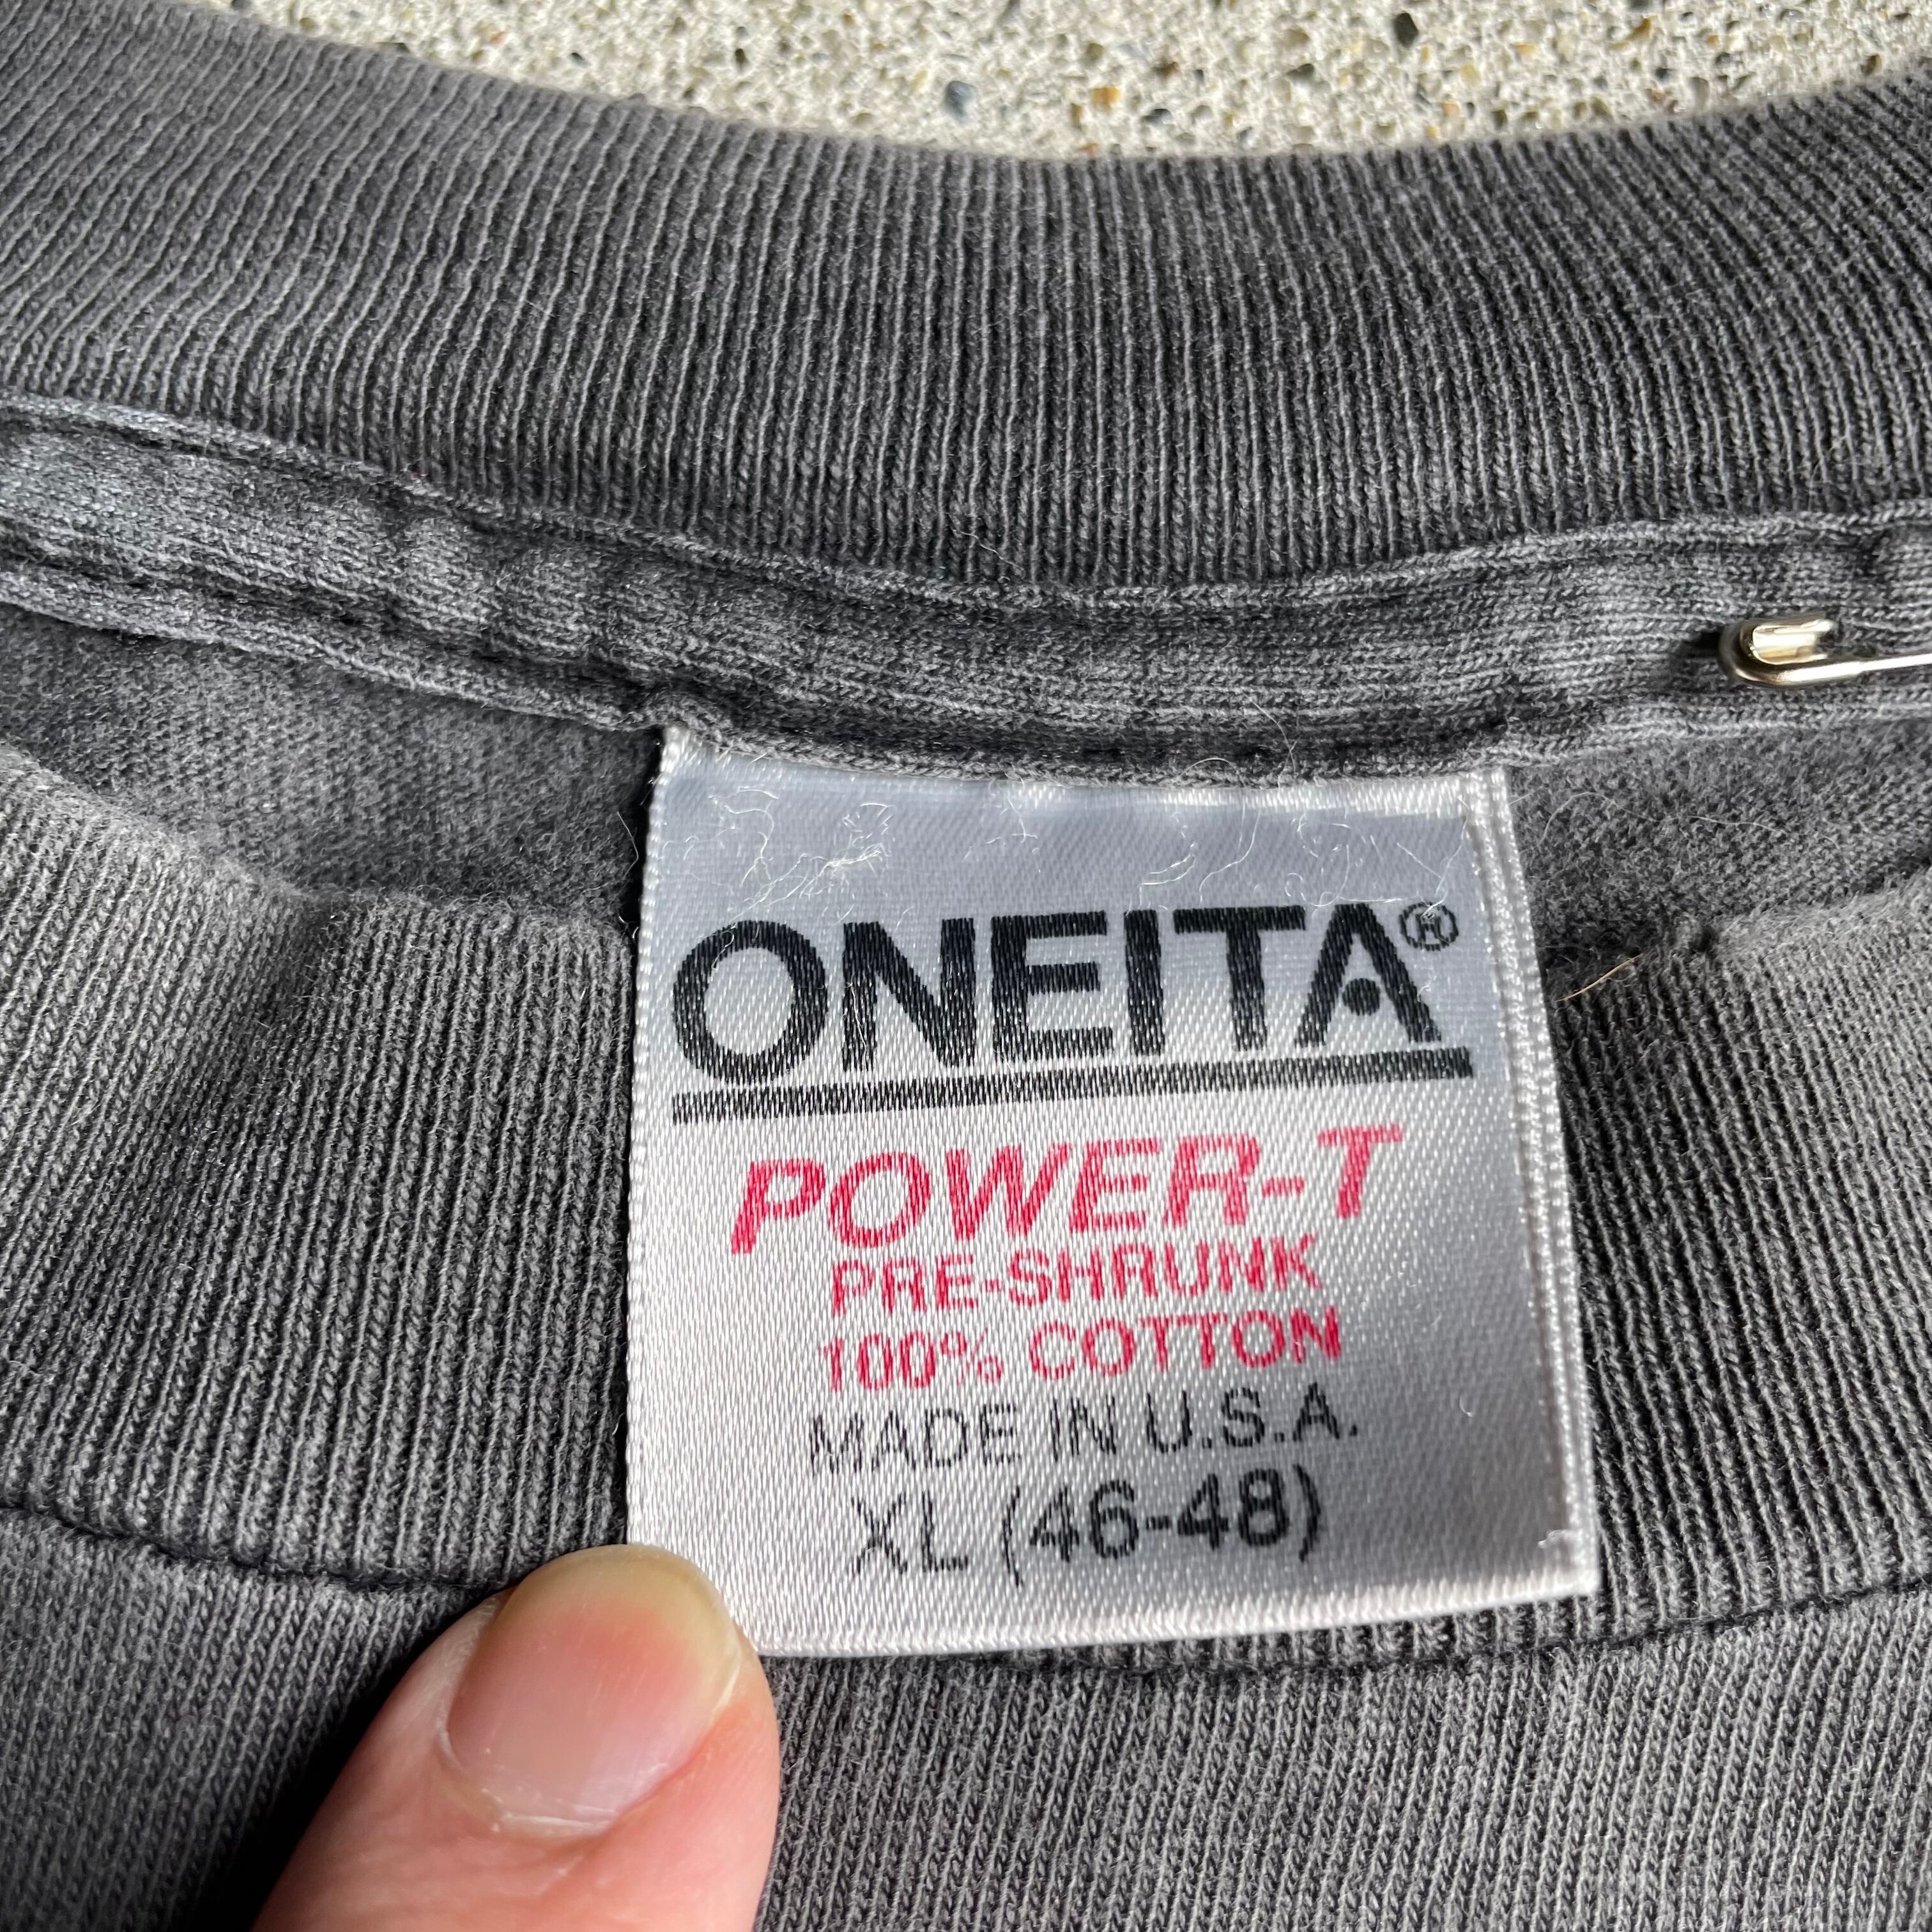 ONEITA®
POWER-T
PRE-SHRUNK
100% COTTON
MADE IN U.S.A.
XL (46-48)